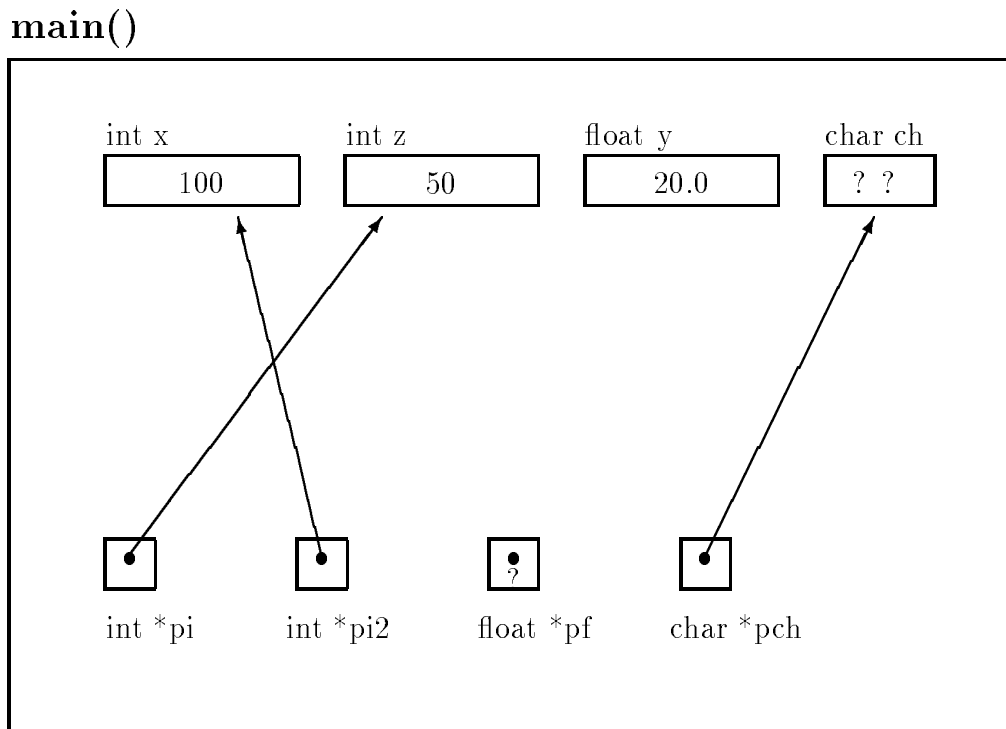 main()
int x int z float y char ch
100 50 20.0 ? ?
?
int *pi int *pi2 float *pf char *pch